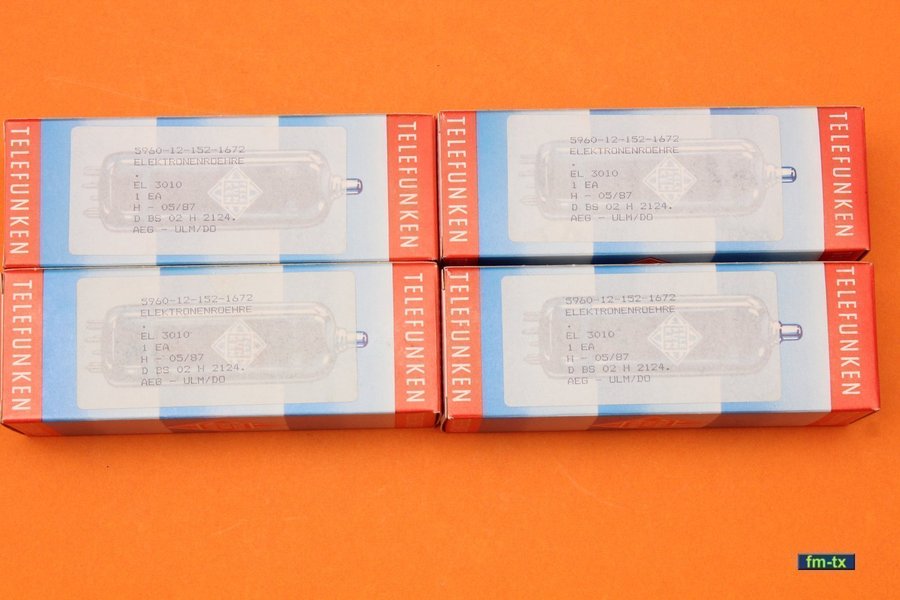 TELEFUNKEN
5960-12-152-1672
ELEKTRONENROEHRE
.
EL 3010
1 EA
H - 05/87
D BS 02 H 2124.
AEG - ULM/DO
TELEFUNKEN
TELEFUNKEN
5960-12-152-1672
ELEKTRONENROEHRE
.
EL 3010
1 EA
H - 05/87
D BS 02 H 2124.
AEG - ULM/DO
TELEFUNKEN
TELEFUNKEN
5960-12-152-1672
ELEKTRONENROEHRE
.
EL 3010
1 EA
H - 05/87
D BS 02 H 2124.
AEG - ULM/DO
TELEFUNKEN
TELEFUNKEN
5960-12-152-1672
ELEKTRONENROEHRE
.
EL 3010
1 EA
H - 05/87
D BS 02 H 2124.
AEG - ULM/DO
TELEFUNKEN
fm-tx